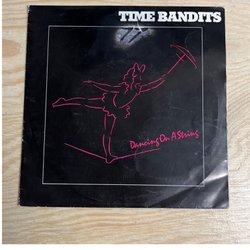 TIME BANDITS
Dancing On A String